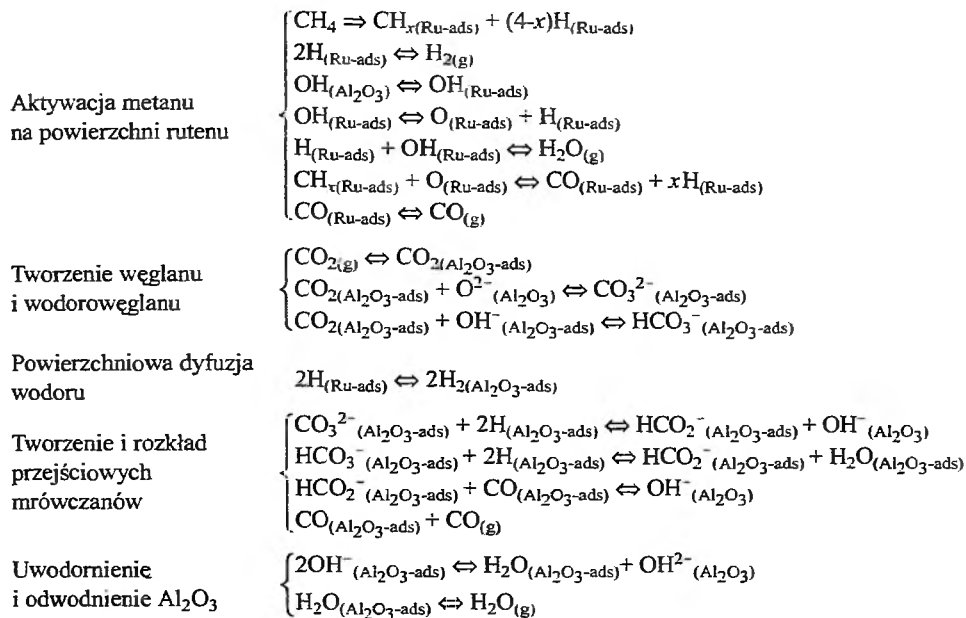 CH₄ ⇒ CHₓ(Ru-ads) + (4-x)H(Ru-ads)
2H(Ru-ads) ⇔ H₂(g)
OH(Al₂O₃) ⇔ OH(Ru-ads)
Aktywacja metanu
na powierzchni rutenu
OH(Ru-ads) ⇔ O(Ru-ads) + H(Ru-ads)
H(Ru-ads) + OH(Ru-ads) ⇔ H₂O(g)
CHₓ(Ru-ads) + O(Ru-ads) ⇔ CO(Ru-ads) + xH(Ru-ads)
CO(Ru-ads) ⇔ CO(g)
Tworzenie węglanu
i wodorowęglanu
CO₂(g) ⇔ CO₂(Al₂O₃-ads)
CO₂(Al₂O₃-ads) + O²⁻(Al₂O₃) ⇔ CO₃²⁻(Al₂O₃-ads)
CO₂(Al₂O₃-ads) + OH⁻(Al₂O₃-ads) ⇔ HCO₃⁻(Al₂O₃-ads)
Powierzchniowa dyfuzja
wodoru
2H(Ru-ads) ⇔ 2H₂(Al₂O₃-ads)
Tworzenie i rozkład
przejściowych
mrówczanów
CO₃²⁻(Al₂O₃-ads) + 2H(Al₂O₃-ads) ⇔ HCO₂⁻(Al₂O₃-ads) + OH⁻(Al₂O₃)
HCO₃⁻(Al₂O₃-ads) + 2H(Al₂O₃-ads) ⇔ HCO₂⁻(Al₂O₃-ads) + H₂O(Al₂O₃-ads)
HCO₂⁻(Al₂O₃-ads) + CO(Al₂O₃-ads) ⇔ OH⁻(Al₂O₃)
CO(Al₂O₃-ads) + CO(g)
Uwodornienie
i odwodnienie Al₂O₃
2OH⁻(Al₂O₃-ads) ⇔ H₂O(Al₂O₃-ads) + OH²⁻(Al₂O₃)
H₂O(Al₂O₃-ads) ⇔ H₂O(g)